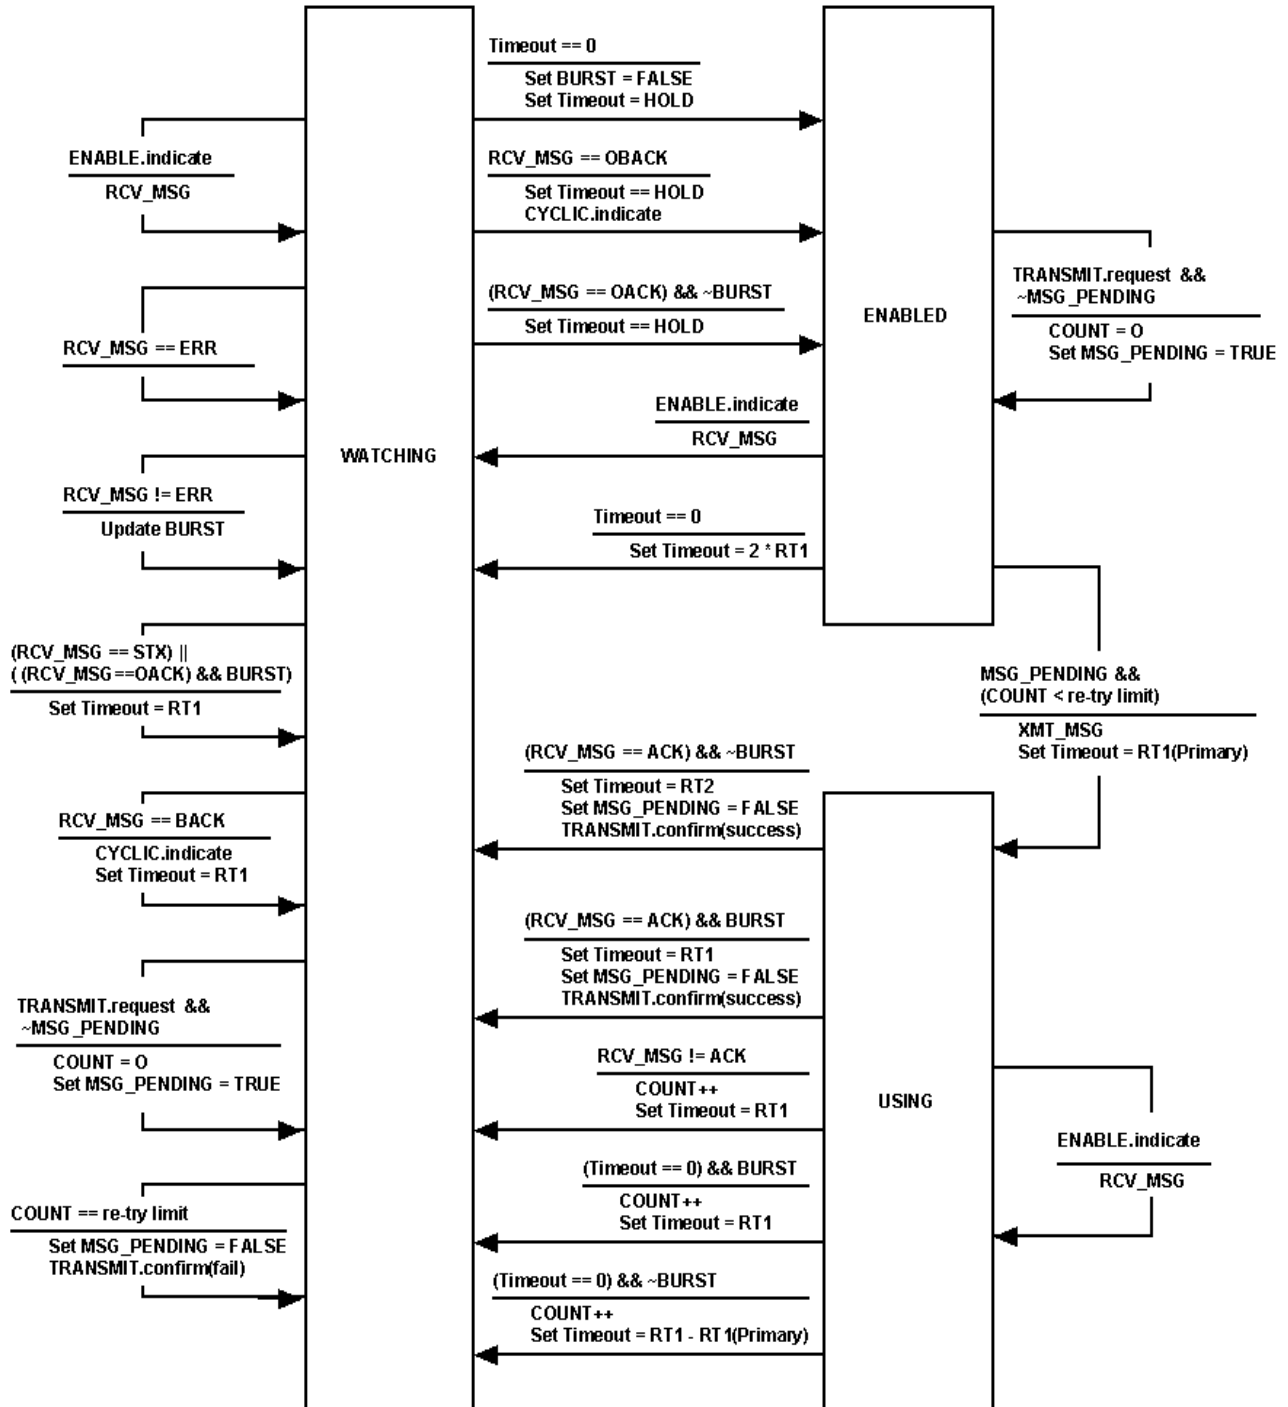 Timeout == 0
Set BURST = FALSE
Set Timeout = HOLD
ENABLE.indicate
RCV_MSG
RCV_MSG == OBACK
Set Timeout == HOLD
CYCLIC.indicate
(RCV_MSG == OACK) && ~BURST
Set Timeout == HOLD
ENABLED
TRANSMIT.request &&
~MSG_PENDING
COUNT = O
Set MSG_PENDING = TRUE
RCV_MSG == ERR
ENABLE.indicate
RCV_MSG
WATCHING
RCV_MSG != ERR
Update BURST
Timeout == 0
Set Timeout = 2 * RT1
(RCV_MSG == STX) ||
( (RCV_MSG==OACK) && BURST)
Set Timeout = RT1
MSG_PENDING &&
(COUNT < re-try limit)
XMT_MSG
Set Timeout = RT1(Primary)
(RCV_MSG == ACK) && ~BURST
Set Timeout = RT2
Set MSG_PENDING = FALSE
TRANSMIT.confirm(success)
RCV_MSG == BACK
CYCLIC.indicate
Set Timeout = RT1
(RCV_MSG == ACK) && BURST
Set Timeout = RT1
Set MSG_PENDING = FALSE
TRANSMIT.confirm(success)
TRANSMIT.request &&
~MSG_PENDING
COUNT = O
Set MSG_PENDING = TRUE
RCV_MSG != ACK
COUNT++
Set Timeout = RT1
USING
ENABLE.indicate
RCV_MSG
(Timeout == 0) && BURST
COUNT++
Set Timeout = RT1
COUNT == re-try limit
Set MSG_PENDING = FALSE
TRANSMIT.confirm(fail)
(Timeout == 0) && ~BURST
COUNT++
Set Timeout = RT1 - RT1(Primary)